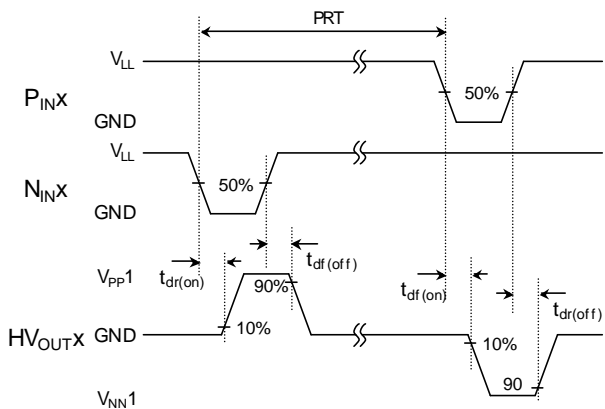 PRT
VLL
PINx
50%
GND
VLL
NINx
50%
GND
tdr(on)
tdf(off)
VPP1
90%
tdf(on)
tdr(off)
HVOUTx
GND
10%
10%
VNN1
90